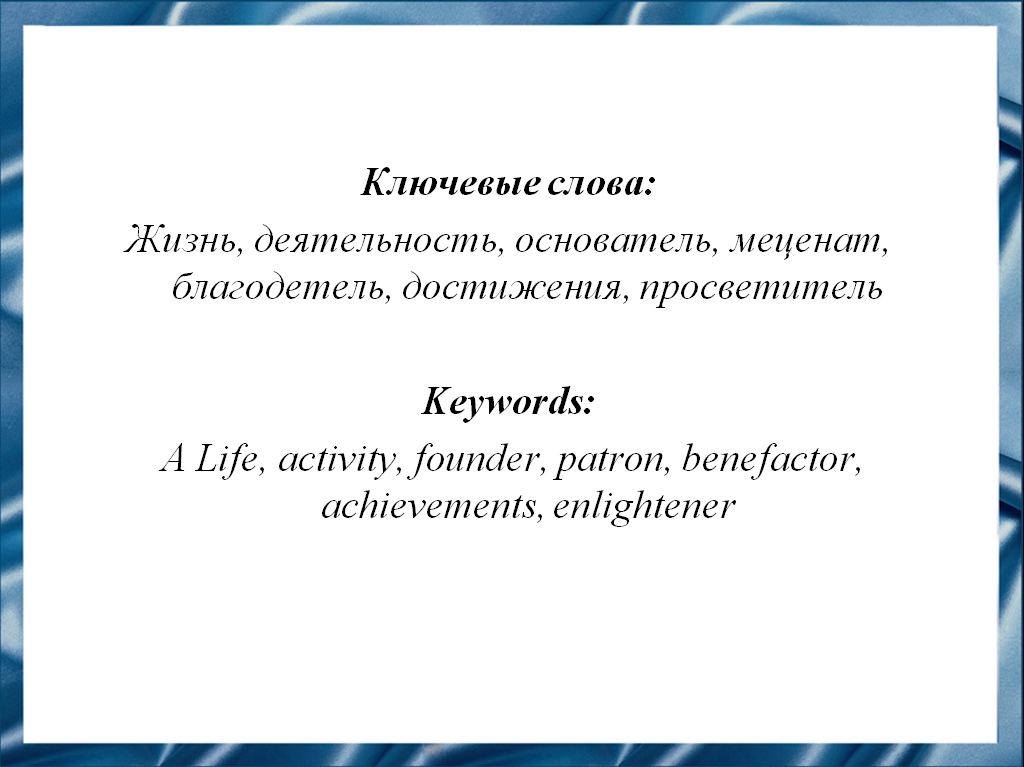 Ключевые слова:
Жизнь, деятельность, основатель, меценат,
благодетель, достижения, просветитель
Keywords:
A Life, activity, founder, patron, benefactor,
achievements, enlightener